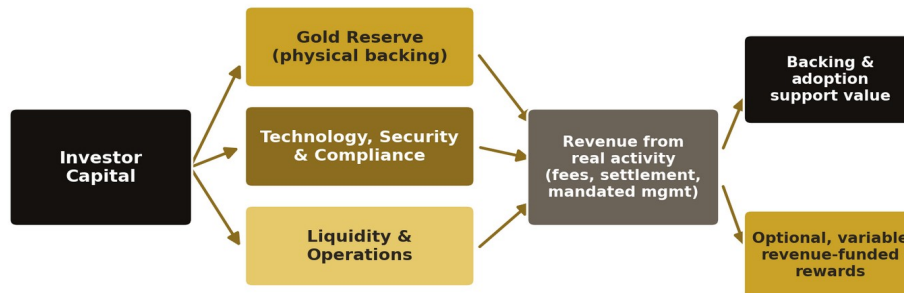 Gold Reserve
(physical backing)
Investor
Capital
Technology, Security
& Compliance
Liquidity &
Operations
Revenue from
real activity
(fees, settlement,
mandated mgmt)
Backing &
adoption
support value
Optional, variable
revenue-funded
rewards